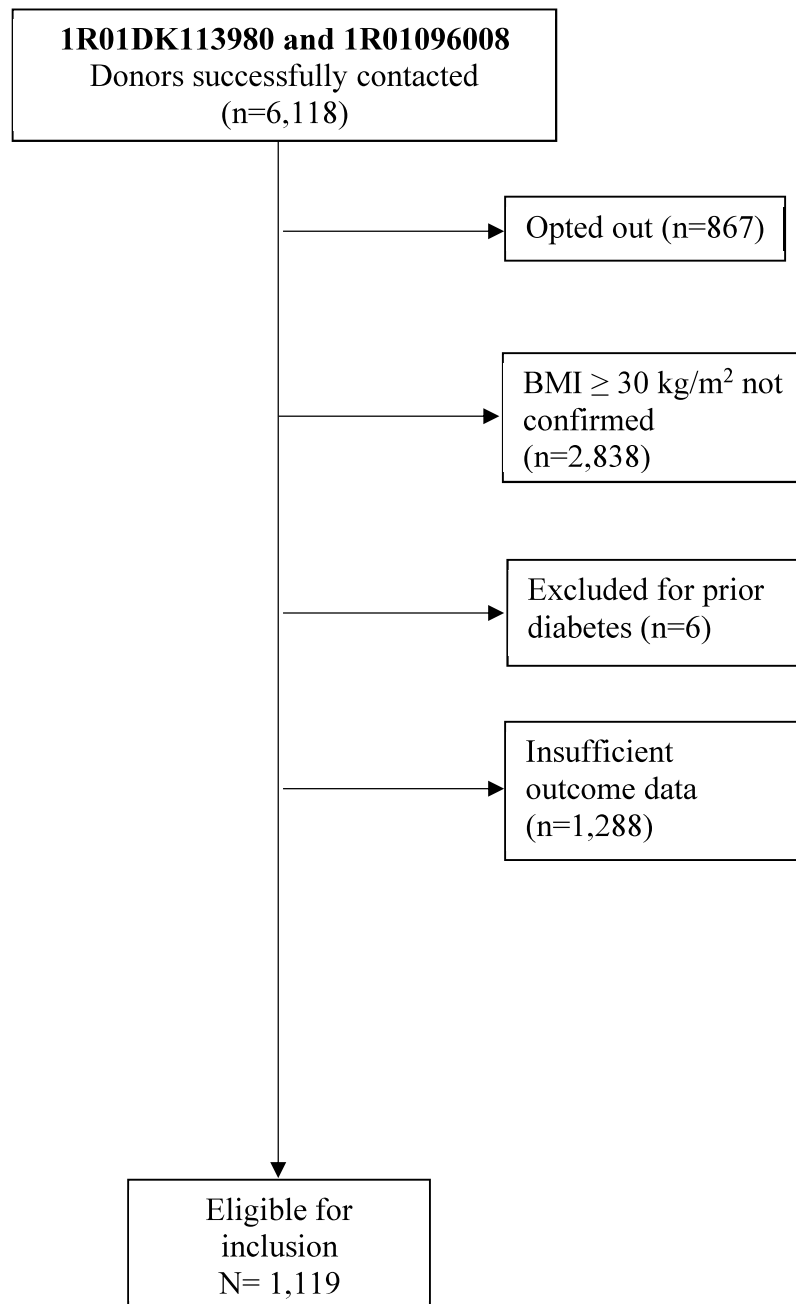 1R01DK113980 and 1R01096008
Donors successfully contacted
(n=6,118)
Opted out (n=867)
BMI ≥ 30 kg/m² not
confirmed
(n=2,838)
Excluded for prior
diabetes (n=6)
Insufficient
outcome data
(n=1,288)
Eligible for
inclusion
N= 1,119